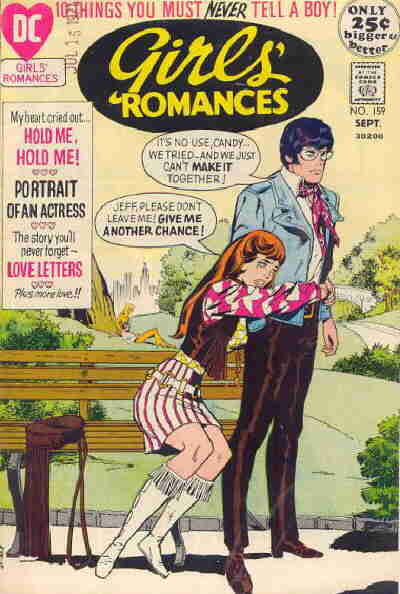 10 THINGS YOU MUST NEVER TELL A BOY!
DC
GIRLS'
ROMANCES
Girls'
ROMANCES
ONLY
25¢
bigger &
better
APPROVED
BY THE
COMICS CODE
AUTHORITY
NO. 159
SEPT.
30200
My heart cried out...
HOLD ME,
HOLD ME!
PORTRAIT
OF AN ACTRESS
The story you'll
never forget~
LOVE LETTERS
Plus more love!!
IT'S NO USE, CANDY...
WE TRIED--AND WE JUST
CAN'T MAKE IT
TOGETHER!
JEFF, PLEASE DON'T
LEAVE ME! GIVE ME
ANOTHER CHANCE!